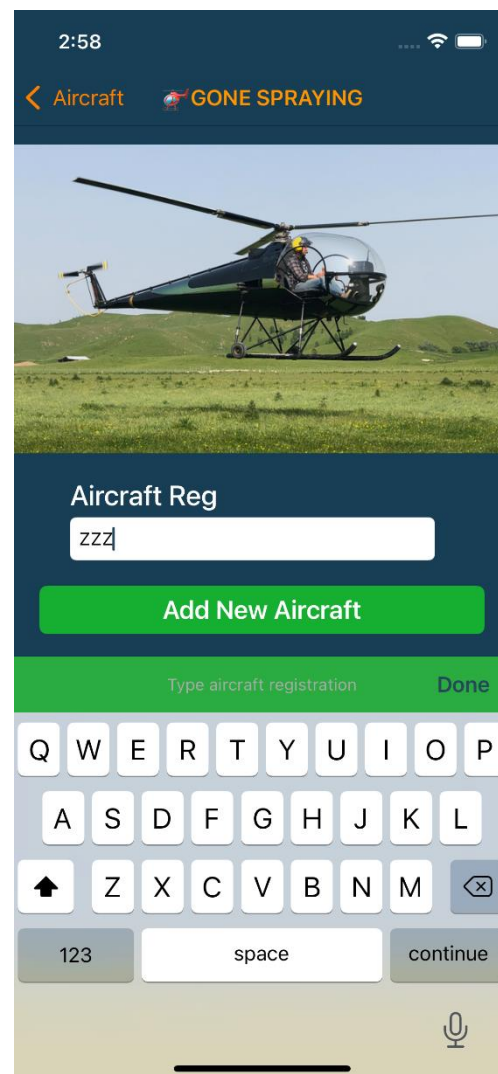 2:58
Aircraft GONE SPRAYING
Aircraft Reg
zzz
Add New Aircraft
Type aircraft registration Done
Q W E R T Y U I O P
A S D F G H J K L
Z X C V B N M
123 space continue